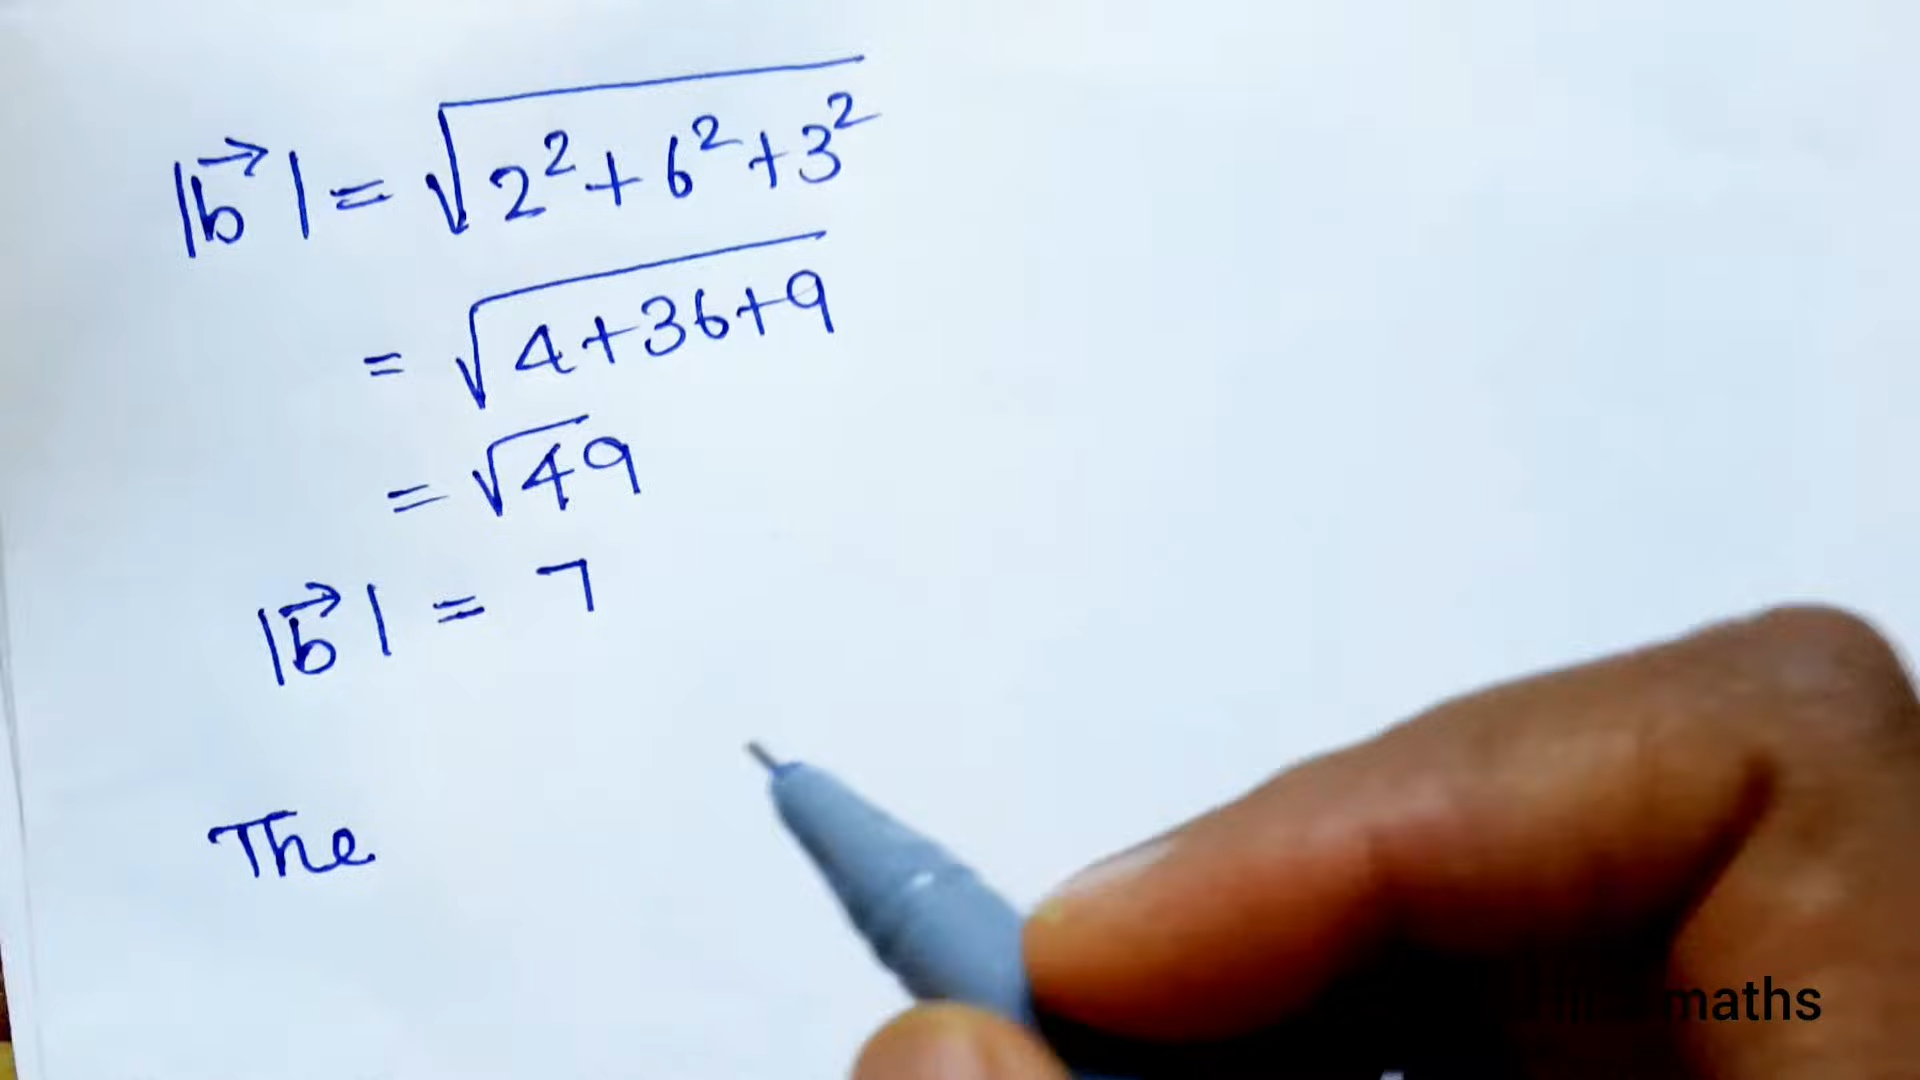 |b⃗| = √2² + 6² + 3²
= √4 + 36 + 9
= √49
|b⃗| = 7
The
maths